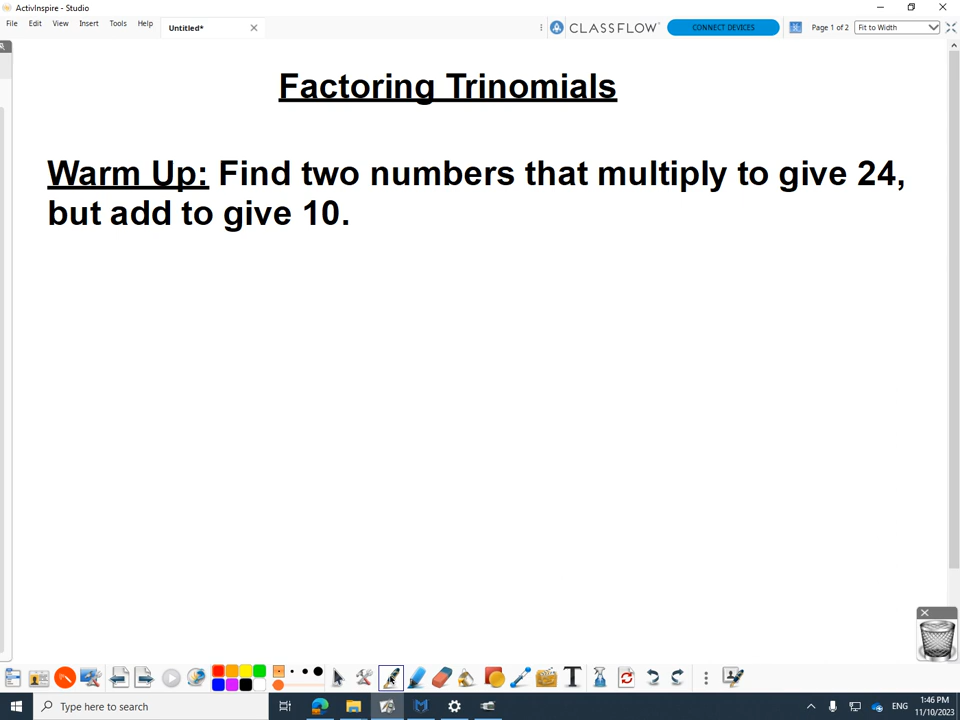 ActivInspire - Studio
File Edit View Insert Tools Help
Untitled*
CLASSFLOW
CONNECT DEVICES
Page 1 of 2
Fit to Width
Factoring Trinomials
Warm Up: Find two numbers that multiply to give 24,
but add to give 10.
Type here to search
ENG
1:46 PM
11/10/2023